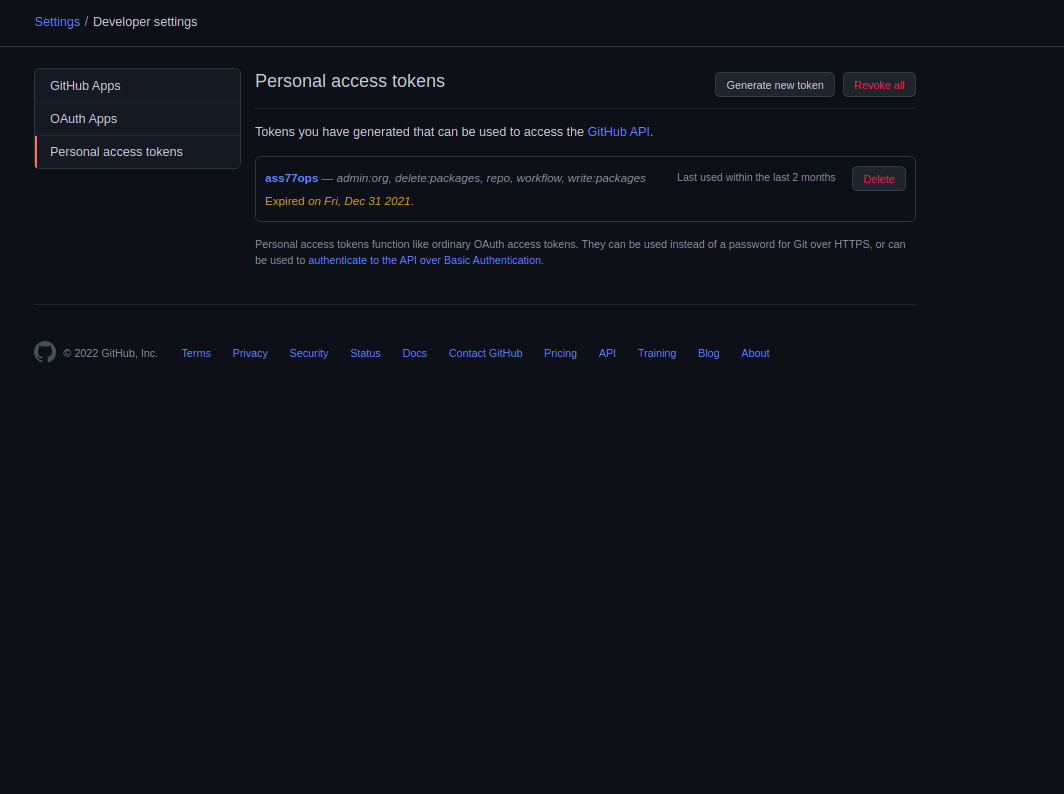 Settings / Developer settings
GitHub Apps
OAuth Apps
Personal access tokens
Personal access tokens
Generate new token
Revoke all
Tokens you have generated that can be used to access the GitHub API.
ass77ops — admin:org, delete:packages, repo, workflow, write:packages
Last used within the last 2 months
Delete
Expired on Fri, Dec 31 2021.
Personal access tokens function like ordinary OAuth access tokens. They can be used instead of a password for Git over HTTPS, or can
be used to authenticate to the API over Basic Authentication.
© 2022 GitHub, Inc. Terms Privacy Security Status Docs Contact GitHub Pricing API Training Blog About